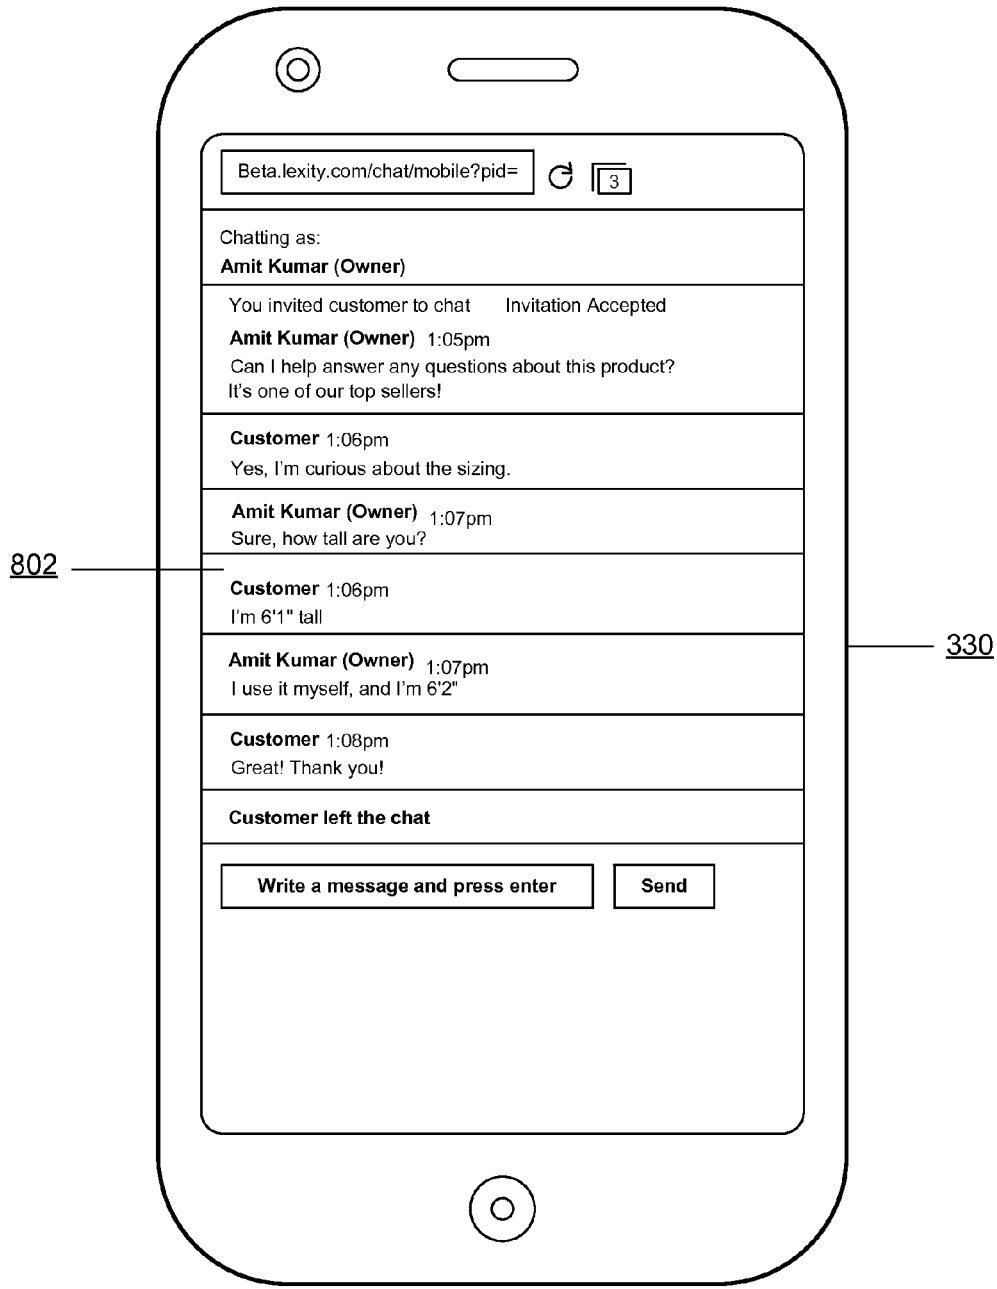 Beta.lexity.com/chat/mobile?pid=
3
Chatting as:
Amit Kumar (Owner)
You invited customer to chat Invitation Accepted
Amit Kumar (Owner) 1:05pm
Can I help answer any questions about this product?
It's one of our top sellers!
Customer 1:06pm
Yes, I'm curious about the sizing.
Amit Kumar (Owner) 1:07pm
Sure, how tall are you?
802
Customer 1:06pm
I'm 6'1" tall
330
Amit Kumar (Owner) 1:07pm
I use it myself, and I'm 6'2"
Customer 1:08pm
Great! Thank you!
Customer left the chat
Write a message and press enter Send